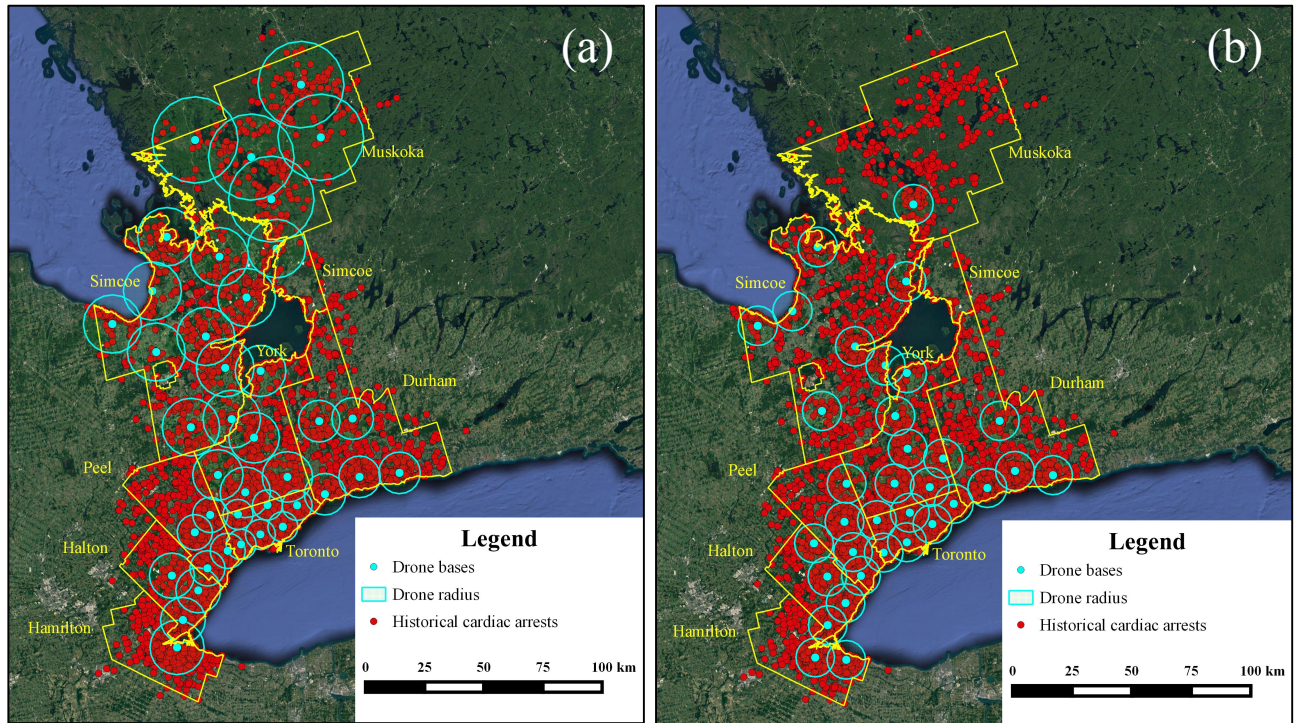 (a)
Muskoka
Simcoe
Simcoe
York
Durham
Peel
Halton
Toronto
Hamilton
Legend
Drone bases
Drone radius
Historical cardiac arrests
0 25 50 75 100 km
(b)
Muskoka
Simcoe
Simcoe
York
Durham
Peel
Halton
Toronto
Hamilton
Legend
Drone bases
Drone radius
Historical cardiac arrests
0 25 50 75 100 km